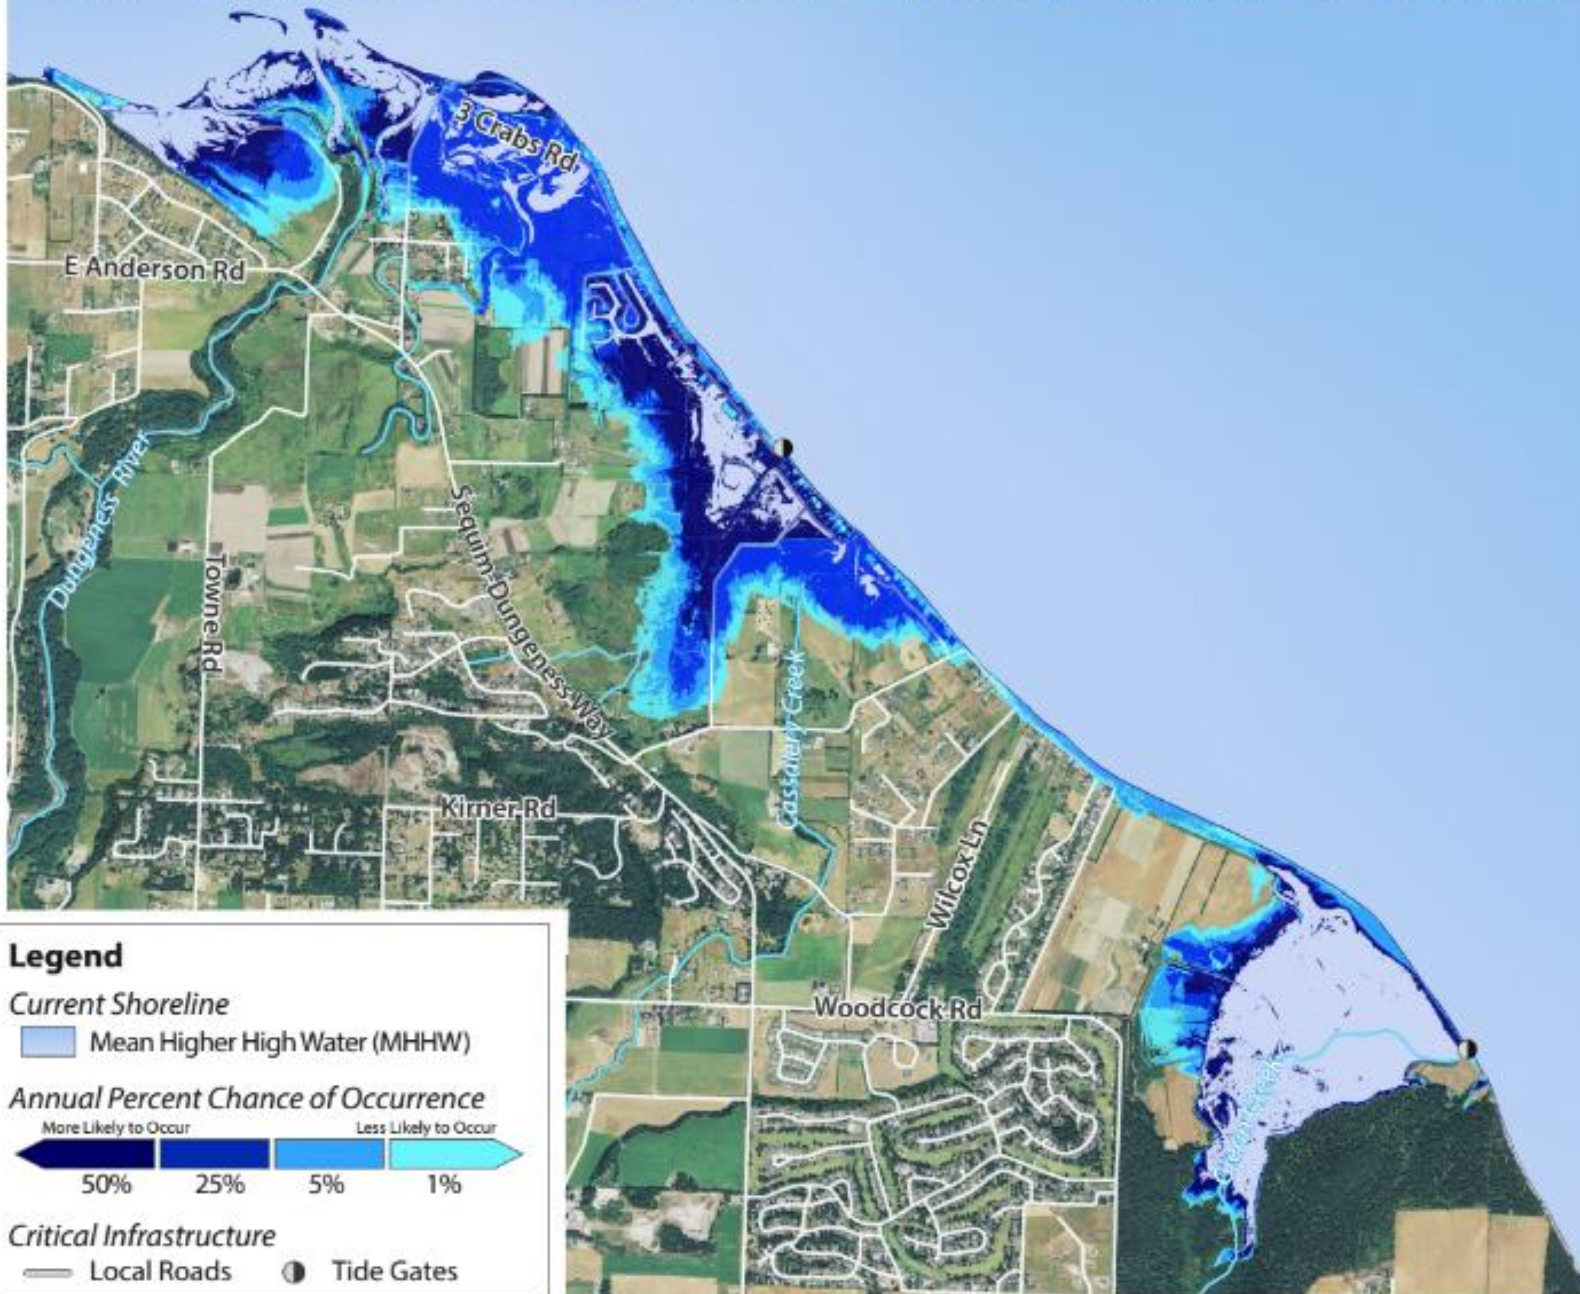 3 Crabs Rd
E Anderson Rd
Dungeness River
Sequim-Dungeness Way
Towne Rd
Cassalery Creek
Kirner Rd
Wilcox Ln
Woodcock Rd
Creek
Legend
Current Shoreline
Mean Higher High Water (MHHW)
Annual Percent Chance of Occurrence
More Likely to Occur Less Likely to Occur
50% 25% 5% 1%
Critical Infrastructure
Local Roads Tide Gates